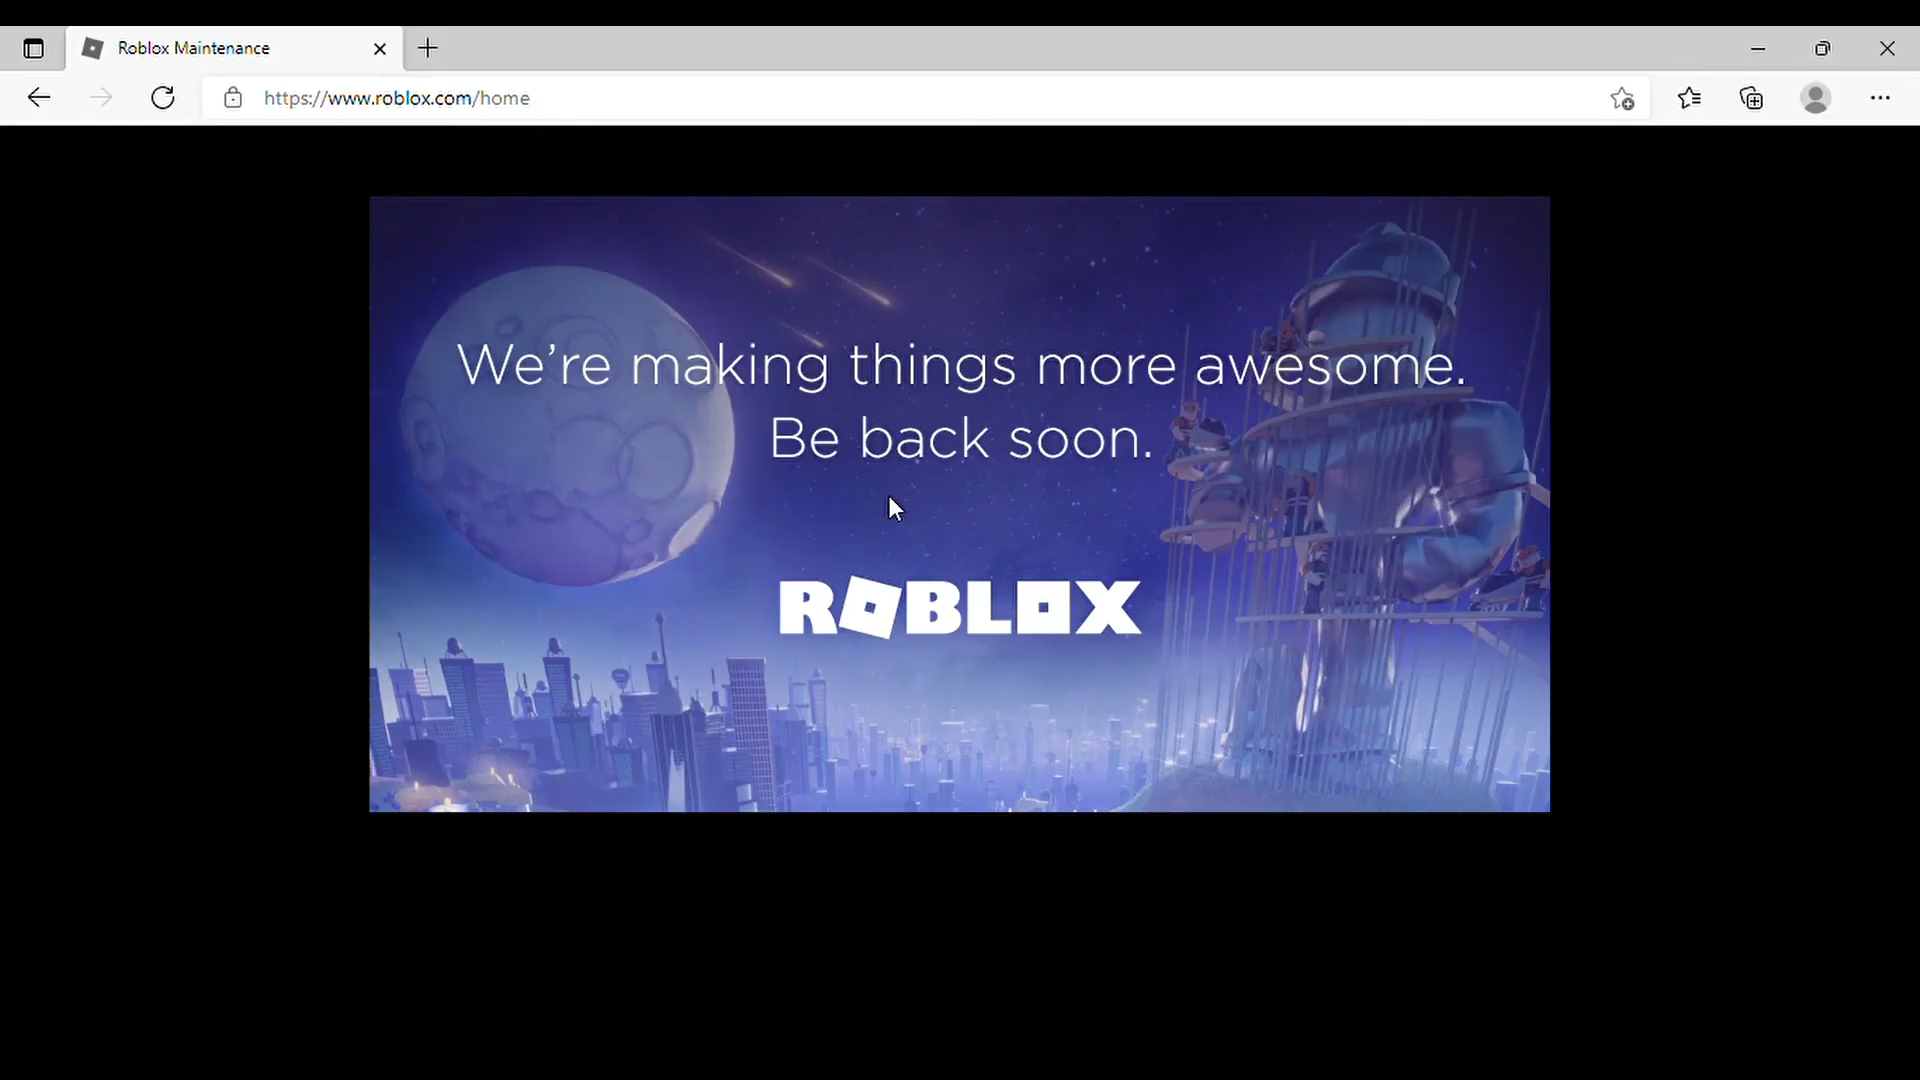 Roblox Maintenance
https://www.roblox.com/home
We're making things more awesome.
Be back soon.
ROBLOX